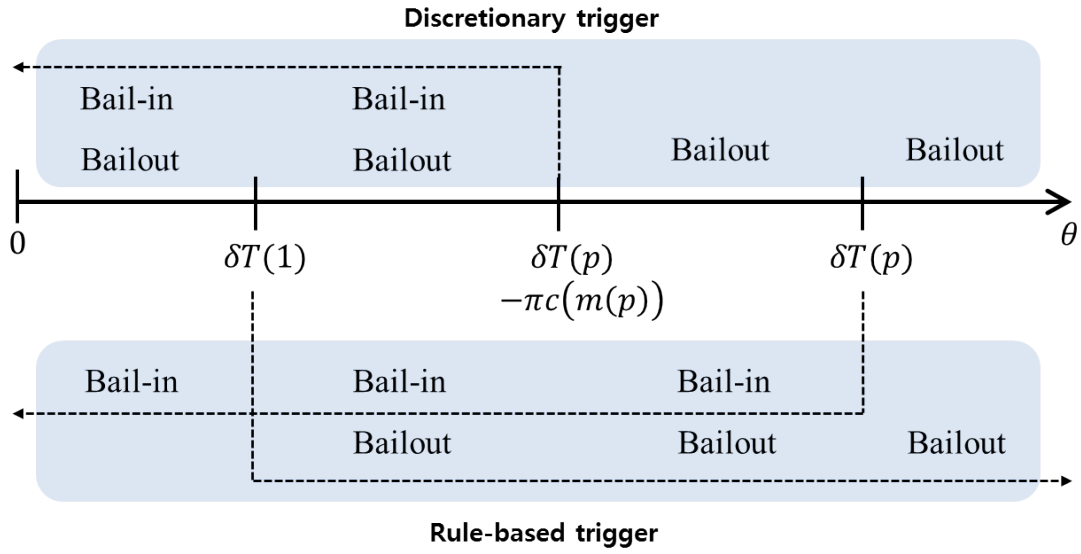 Discretionary trigger
Bail-in Bail-in
Bailout Bailout Bailout Bailout
0 δT(1) δT(p) δT(p) θ
−πc(m(p))
Bail-in Bail-in Bail-in
Bailout Bailout Bailout
Rule-based trigger